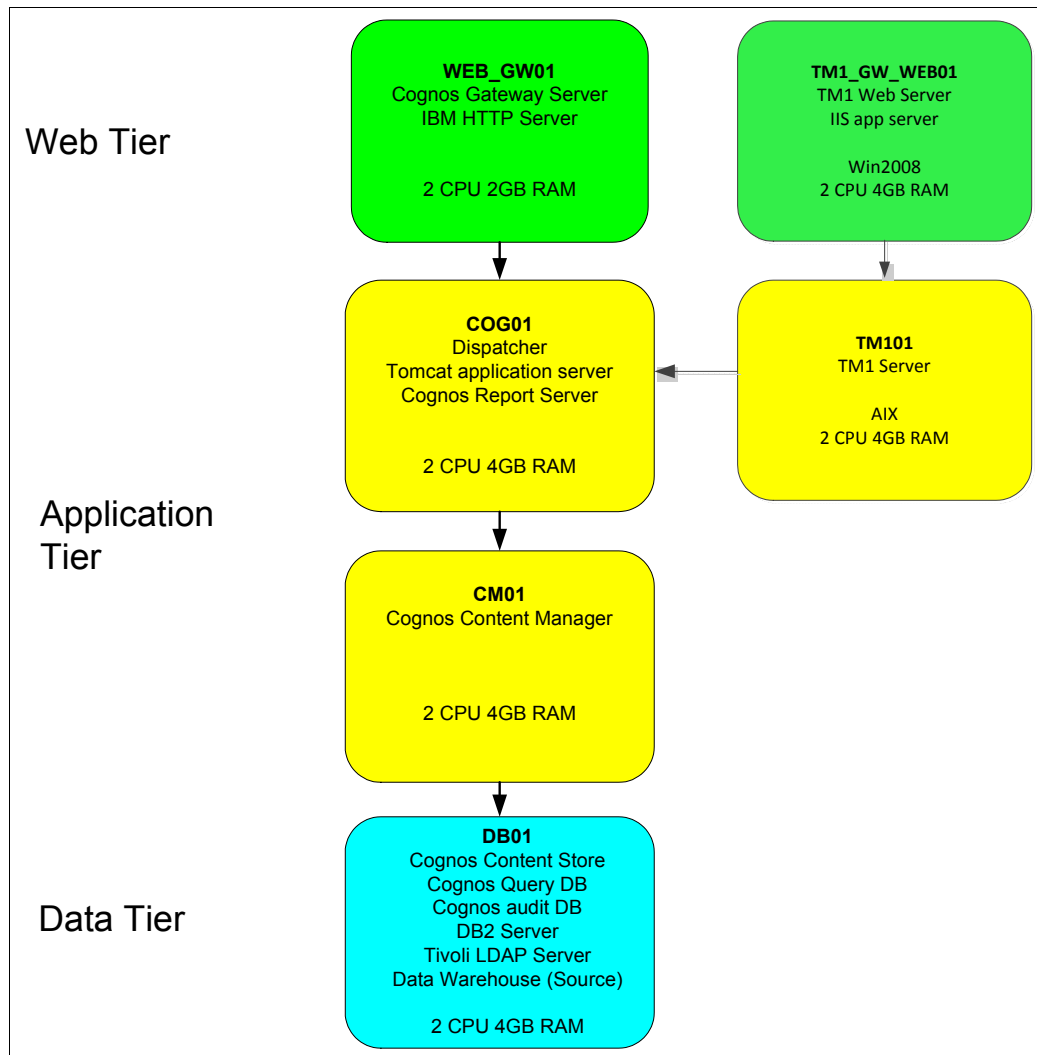 Web Tier
WEB_GW01
Cognos Gateway Server
IBM HTTP Server
2 CPU 2GB RAM
TM1_GW_WEB01
TM1 Web Server
IIS app server
Win2008
2 CPU 4GB RAM
Application
Tier
COG01
Dispatcher
Tomcat application server
Cognos Report Server
2 CPU 4GB RAM
TM101
TM1 Server
AIX
2 CPU 4GB RAM
CM01
Cognos Content Manager
2 CPU 4GB RAM
Data Tier
DB01
Cognos Content Store
Cognos Query DB
Cognos audit DB
DB2 Server
Tivoli LDAP Server
Data Warehouse (Source)
2 CPU 4GB RAM